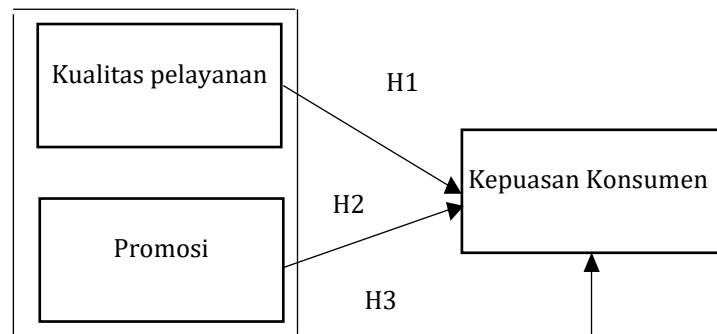 Kualitas pelayanan
H1
Kepuasan Konsumen
H2
Promosi
H3